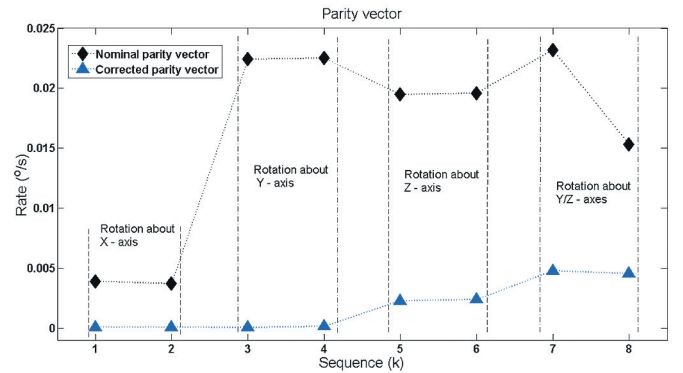 Parity vector
0.025
0.02
0.015
0.01
0.005
0
Rate (º/s)
Nominal parity vector
Corrected parity vector
Rotation about
X - axis
Rotation about
Y - axis
Rotation about
Z - axis
Rotation about
Y/Z - axes
1 2 3 4 5 6 7 8
Sequence (k)